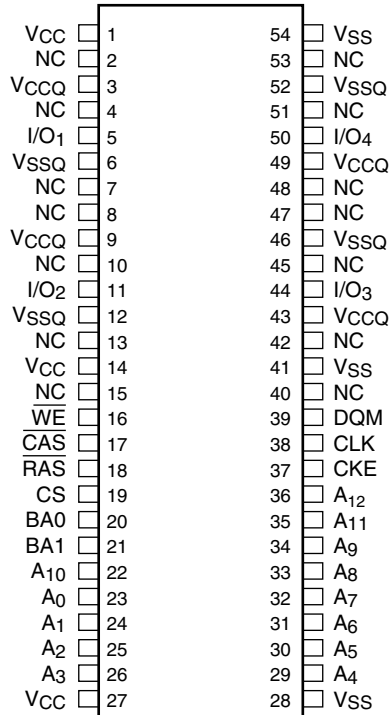 VCC 1 54 VSS
NC 2 53 NC
VCCQ 3 52 VSSQ
NC 4 51 NC
I/O1 5 50 I/O4
VSSQ 6 49 VCCQ
NC 7 48 NC
NC 8 47 NC
VCCQ 9 46 VSSQ
NC 10 45 NC
I/O2 11 44 I/O3
VSSQ 12 43 VCCQ
NC 13 42 NC
VCC 14 41 VSS
NC 15 40 NC
W̅E̅ 16 39 DQM
C̅A̅S̅ 17 38 CLK
R̅A̅S̅ 18 37 CKE
CS 19 36 A12
BA0 20 35 A11
BA1 21 34 A9
A10 22 33 A8
A0 23 32 A7
A1 24 31 A6
A2 25 30 A5
A3 26 29 A4
VCC 27 28 VSS